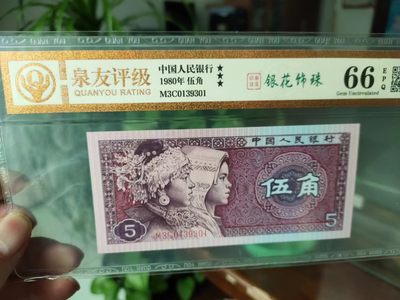 泉友评级
QUANYOU RATING
中国人民银行 ★
1980年 伍角 ★
M3C0139301 ★
银花饰珠
66 EPQ
Gem Uncirculated
中国人民银行
伍角
5
M3C0139301
5